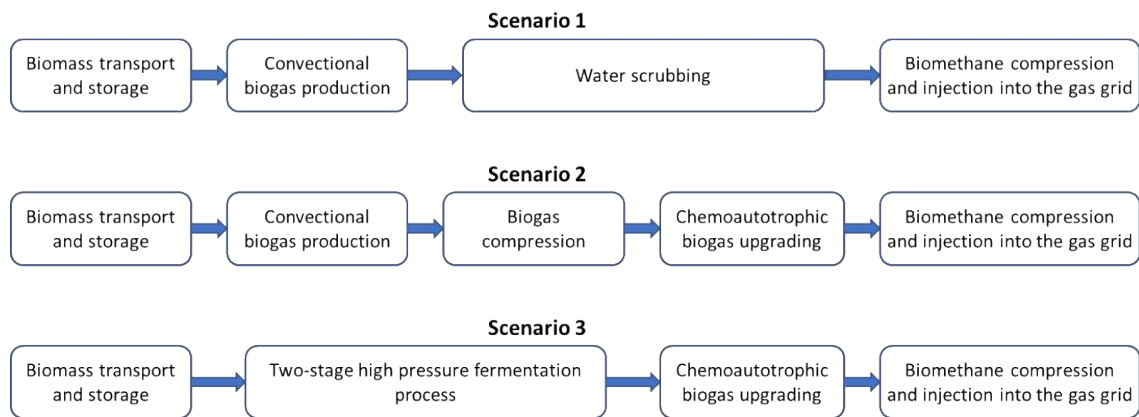 Scenario 1
Biomass transport
and storage
Convectional
biogas production
Water scrubbing
Biomethane compression
and injection into the gas grid
Scenario 2
Biomass transport
and storage
Convectional
biogas production
Biogas
compression
Chemoautotrophic
biogas upgrading
Biomethane compression
and injection into the gas grid
Scenario 3
Biomass transport
and storage
Two-stage high pressure fermentation
process
Chemoautotrophic
biogas upgrading
Biomethane compression
and injection into the gas grid